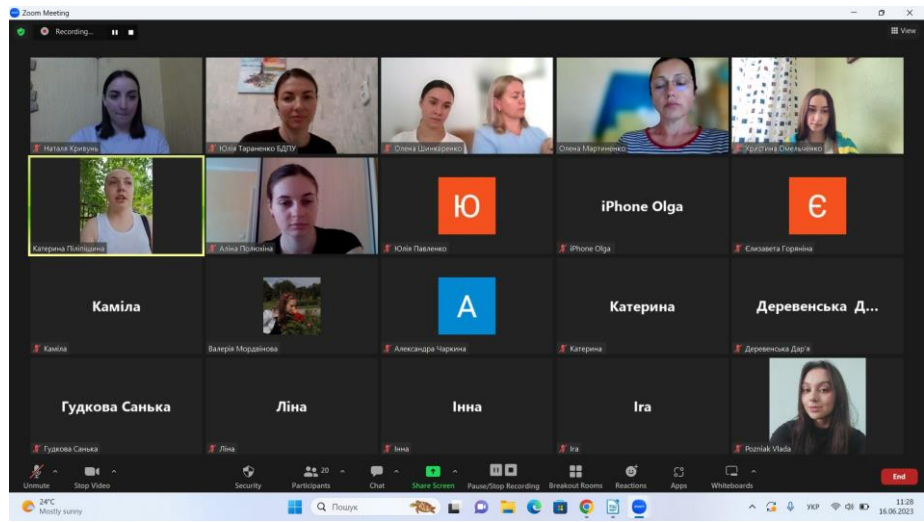 Zoom Meeting
Recording...
View
Наталя Кривунь
Юлія Тараненко БДПУ
Олена Шинкаренко
Олена Мартиненко
Христина Омельченко
Катерина Піліпішина
Аліна Полюхіна
Ю
Юлія Павленко
iPhone Olga
iPhone Olga
Є
Єлизавета Горяніна
Каміла
Каміла
Валерія Мордвінова
А
Александра Чаркина
Катерина
Катерина
Деревенська Д...
Деревенська Дар'я
Гудкова Санька
Гудкова Санька
Ліна
Ліна
Інна
Інна
Ira
Ira
Pozniak Vlada
Unmute
Stop Video
Security
20
Participants
Chat
Share Screen
Pause/Stop Recording
Breakout Rooms
Reactions
Apps
Whiteboards
End
24°C
Mostly sunny
Пошук
УКР
11:28
16.06.2023